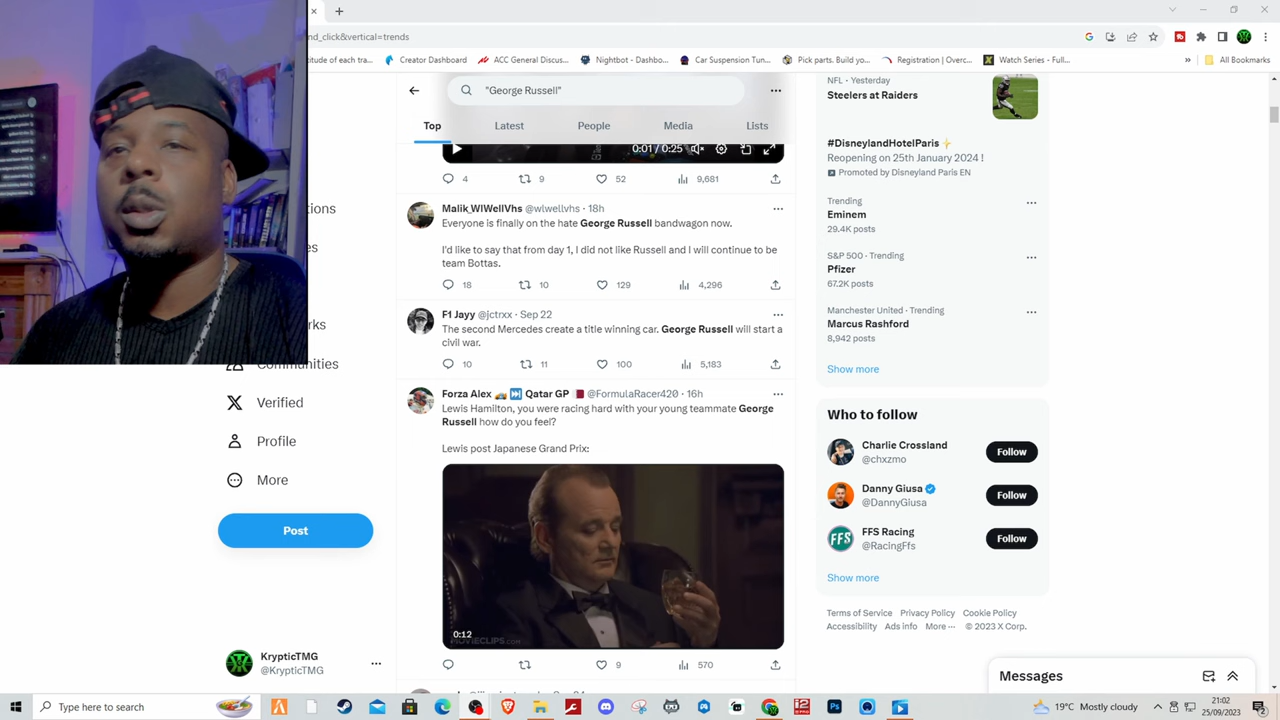 nd_click&vertical=trends
titude of each tra...
Creator Dashboard
ACC General Discus...
Nightbot - Dashbo...
Car Suspension Tun...
Pick parts. Build yo...
Registration | Overc...
Watch Series - Full...
»
All Bookmarks
"George Russell"
Top
Latest
People
Media
Lists
0:01 / 0:25
4
9
52
9,681
Malik_WlWellVhs @wlwellvhs · 18h
Everyone is finally on the hate George Russell bandwagon now.
I'd like to say that from day 1, I did not like Russell and I will continue to be
team Bottas.
18
10
129
4,296
F1 Jayy @jctrxx · Sep 22
The second Mercedes create a title winning car. George Russell will start a
civil war.
10
11
100
5,183
Forza Alex Qatar GP @FormulaRacer420 · 16h
Lewis Hamilton, you were racing hard with your young teammate George
Russell how do you feel?
Lewis post Japanese Grand Prix:
0:12
MOVIECLIPS.COM
9
570
NFL · Yesterday
Steelers at Raiders
#DisneylandHotelParis
Reopening on 25th January 2024 !
Promoted by Disneyland Paris EN
Trending
Eminem
29.4K posts
S&P 500 · Trending
Pfizer
67.2K posts
Manchester United · Trending
Marcus Rashford
8,942 posts
Show more
Who to follow
Charlie Crossland
@chxzmo
Follow
Danny Giusa
@DannyGiusa
Follow
FFS
FFS Racing
@RacingFfs
Follow
Show more
Terms of Service Privacy Policy Cookie Policy
Accessibility Ads info More ··· © 2023 X Corp.
Messages
Communities
Verified
Profile
More
Post
KrypticTMG
@KrypticTMG
Type here to search
19°C Mostly cloudy
21:02
25/09/2023